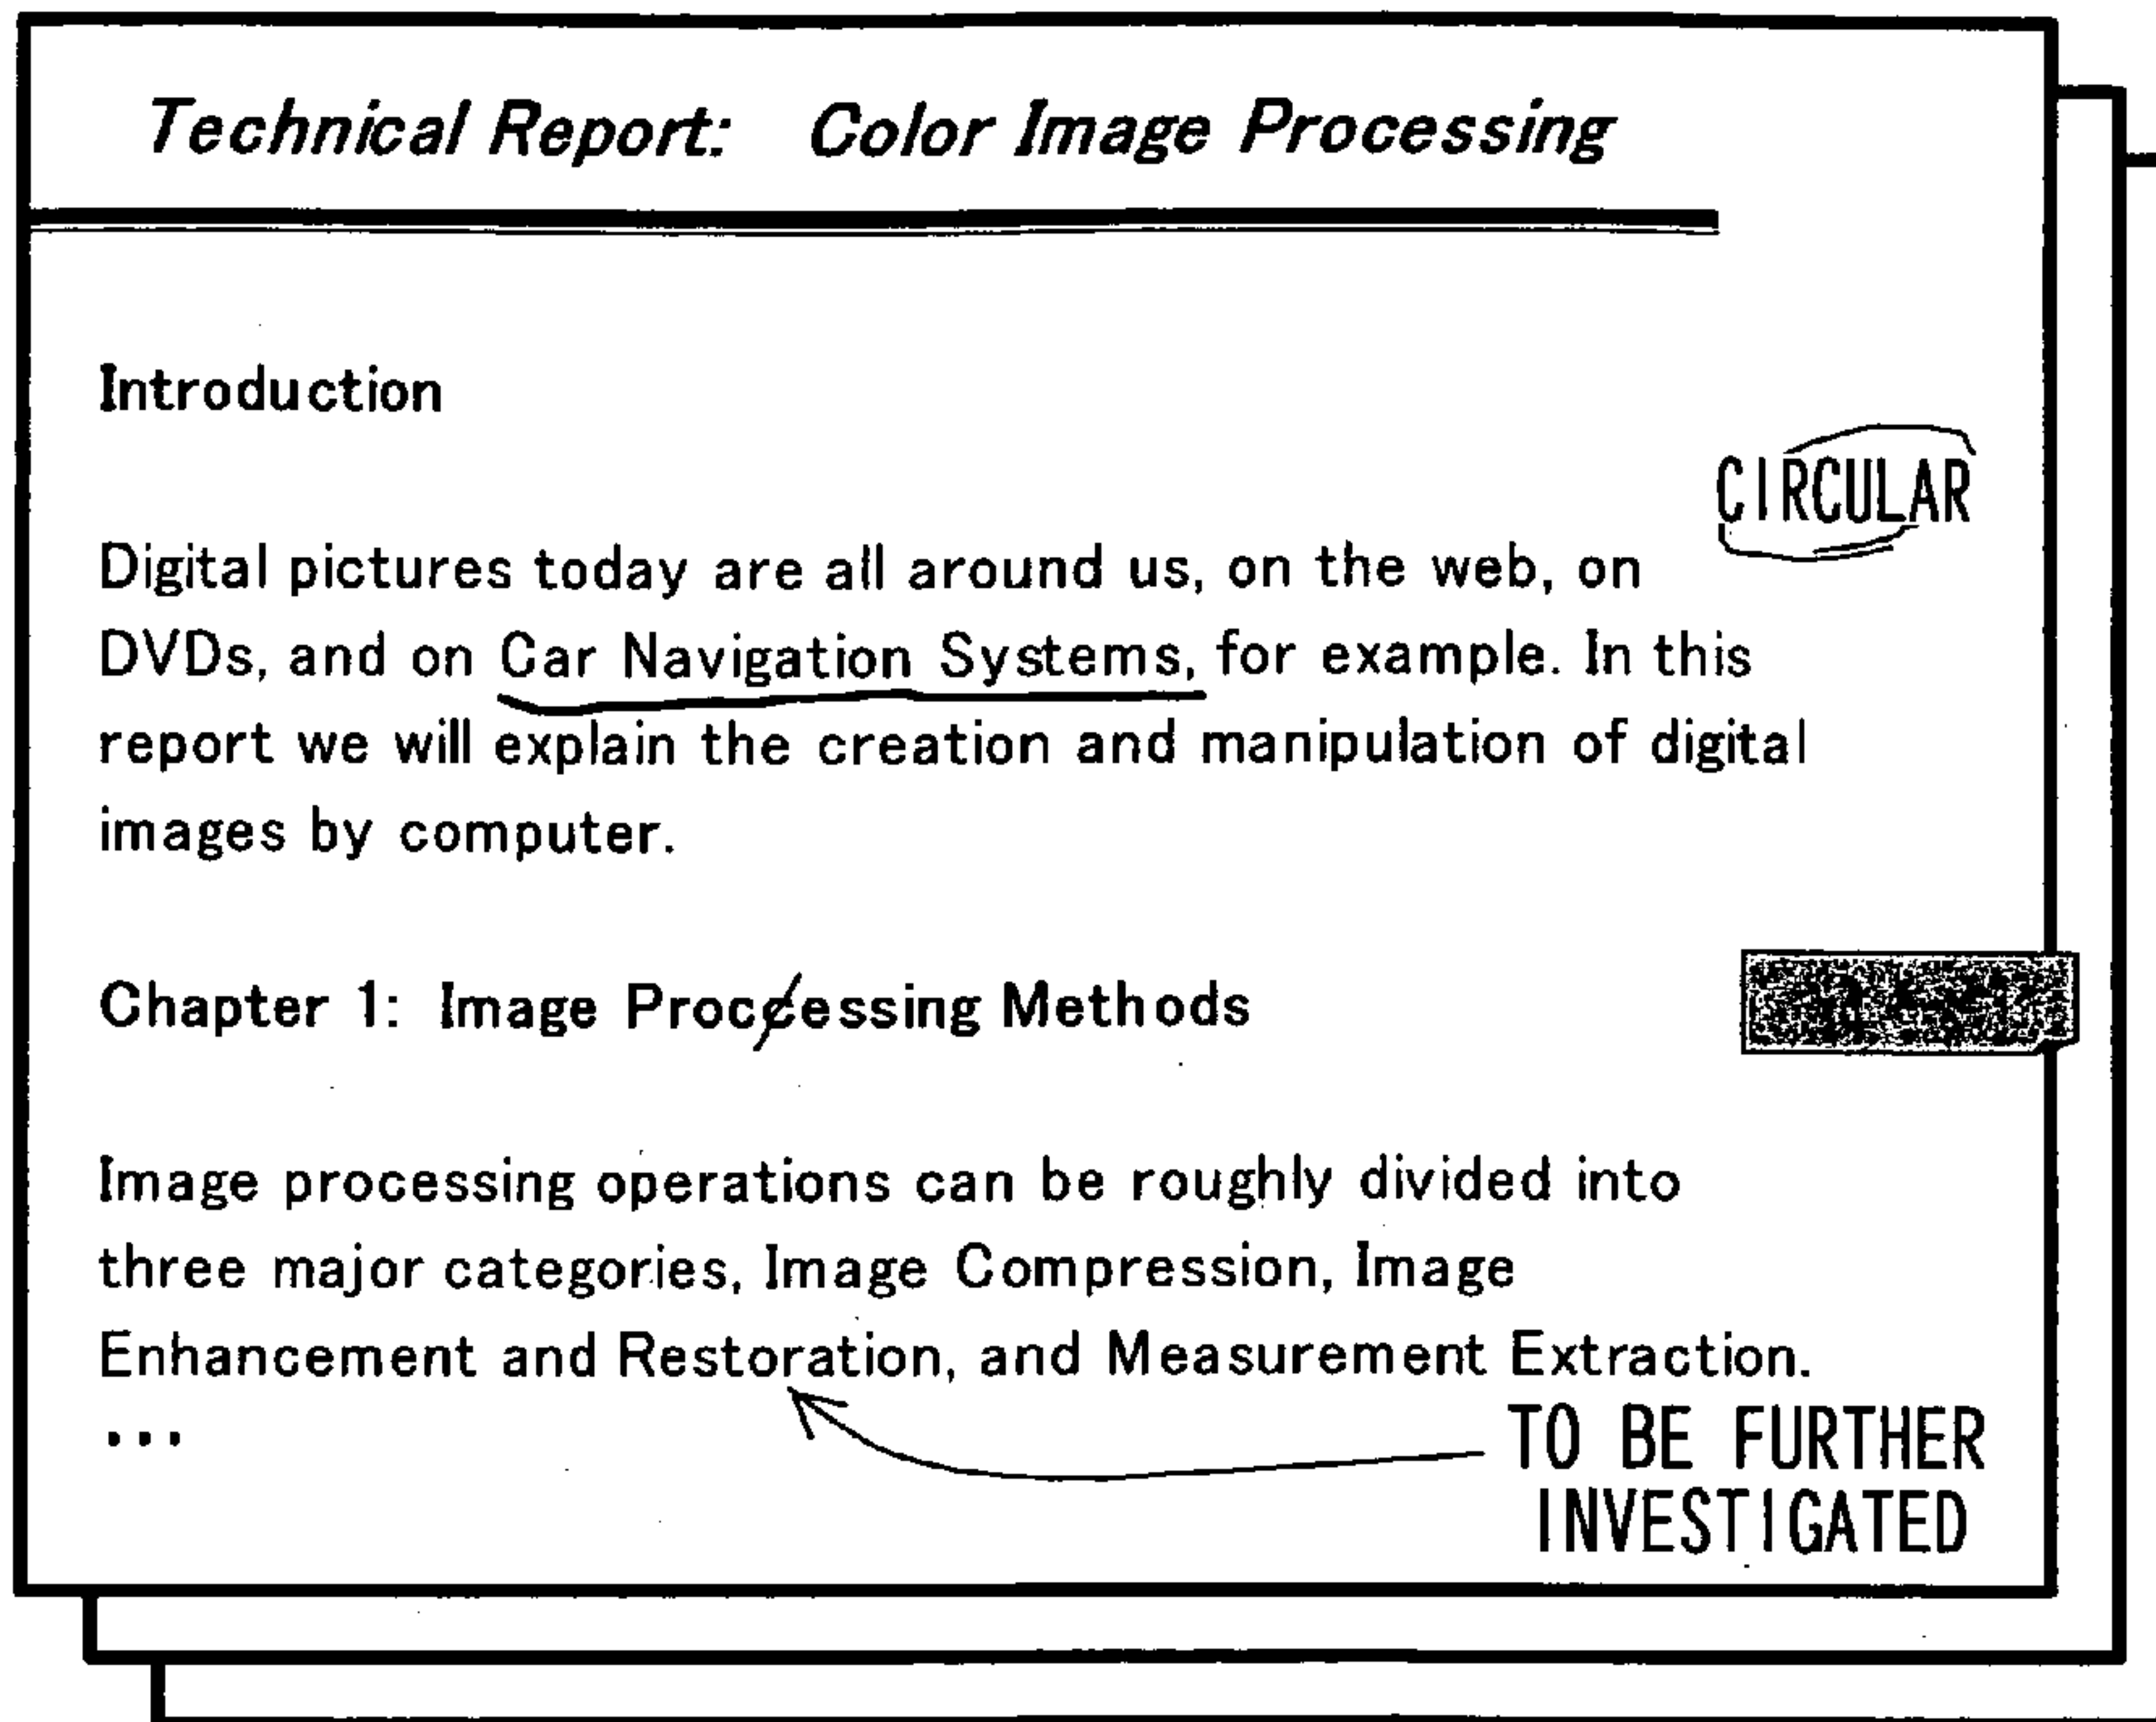 Technical Report: Color Image Processing
Introduction
CIRCULAR
Digital pictures today are all around us, on the web, on
DVDs, and on Car Navigation Systems, for example. In this
report we will explain the creation and manipulation of digital
images by computer.
Chapter 1: Image Proceessing Methods
Image processing operations can be roughly divided into
three major categories, Image Compression, Image
Enhancement and Restoration, and Measurement Extraction.
...
TO BE FURTHER
INVESTIGATED